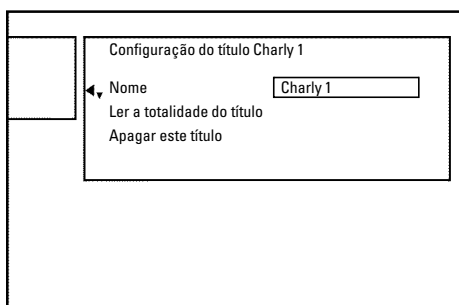 Configuração do título Charly 1
Nome Charly 1
Ler a totalidade do título
Apagar este título